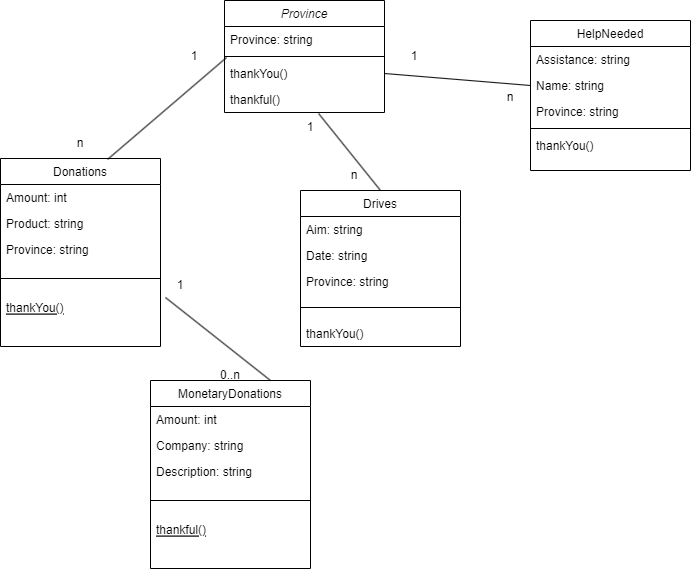 Province
Province: string
thankYou()
thankful()
HelpNeeded
Assistance: string
Name: string
Province: string
thankYou()
1
1
n
n
1
n
Donations
Amount: int
Product: string
Province: string
thankYou()
Drives
Aim: string
Date: string
Province: string
thankYou()
1
0..n
MonetaryDonations
Amount: int
Company: string
Description: string
thankful()